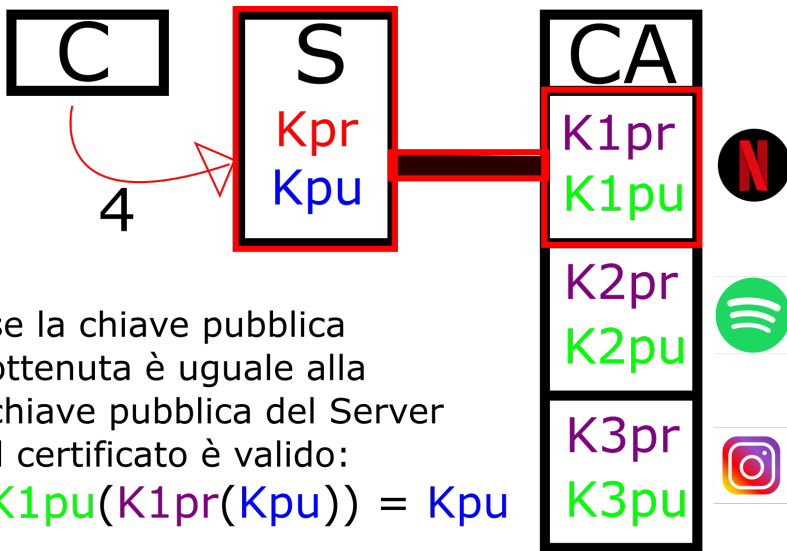 C
S
CA
Kpr
Kpu
K1pr
K1pu
4
K2pr
K2pu
K3pr
K3pu
se la chiave pubblica
ottenuta è uguale alla
chiave pubblica del Server
l certificato è valido:
K1pu(K1pr(Kpu)) = Kpu
N